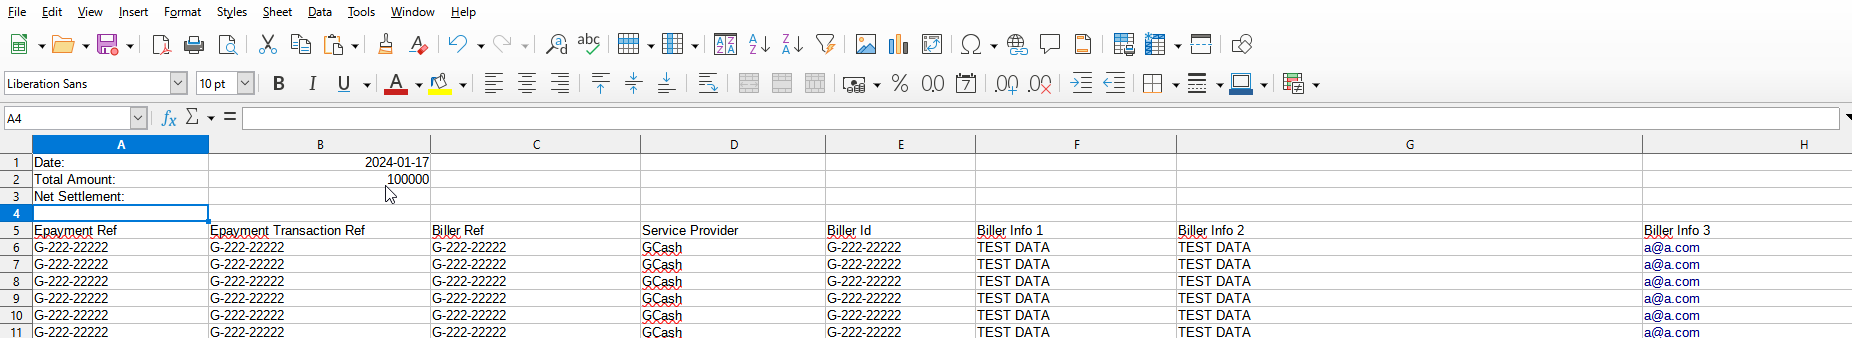 File Edit View Insert Format Styles Sheet Data Tools Window Help
Liberation Sans 10 pt B I U A % 0.0 7 .00 .00
A4 fx Σ =
A B C D E F G H
1 Date: 2024-01-17
2 Total Amount: 100000
3 Net Settlement:
4
5 Epayment Ref Epayment Transaction Ref Biller Ref Service Provider Biller Id Biller Info 1 Biller Info 2 Biller Info 3
6 G-222-22222 G-222-22222 G-222-22222 GCash G-222-22222 TEST DATA TEST DATA a@a.com
7 G-222-22222 G-222-22222 G-222-22222 GCash G-222-22222 TEST DATA TEST DATA a@a.com
8 G-222-22222 G-222-22222 G-222-22222 GCash G-222-22222 TEST DATA TEST DATA a@a.com
9 G-222-22222 G-222-22222 G-222-22222 GCash G-222-22222 TEST DATA TEST DATA a@a.com
10 G-222-22222 G-222-22222 G-222-22222 GCash G-222-22222 TEST DATA TEST DATA a@a.com
11 G-222-22222 G-222-22222 G-222-22222 GCash G-222-22222 TEST DATA TEST DATA a@a.com